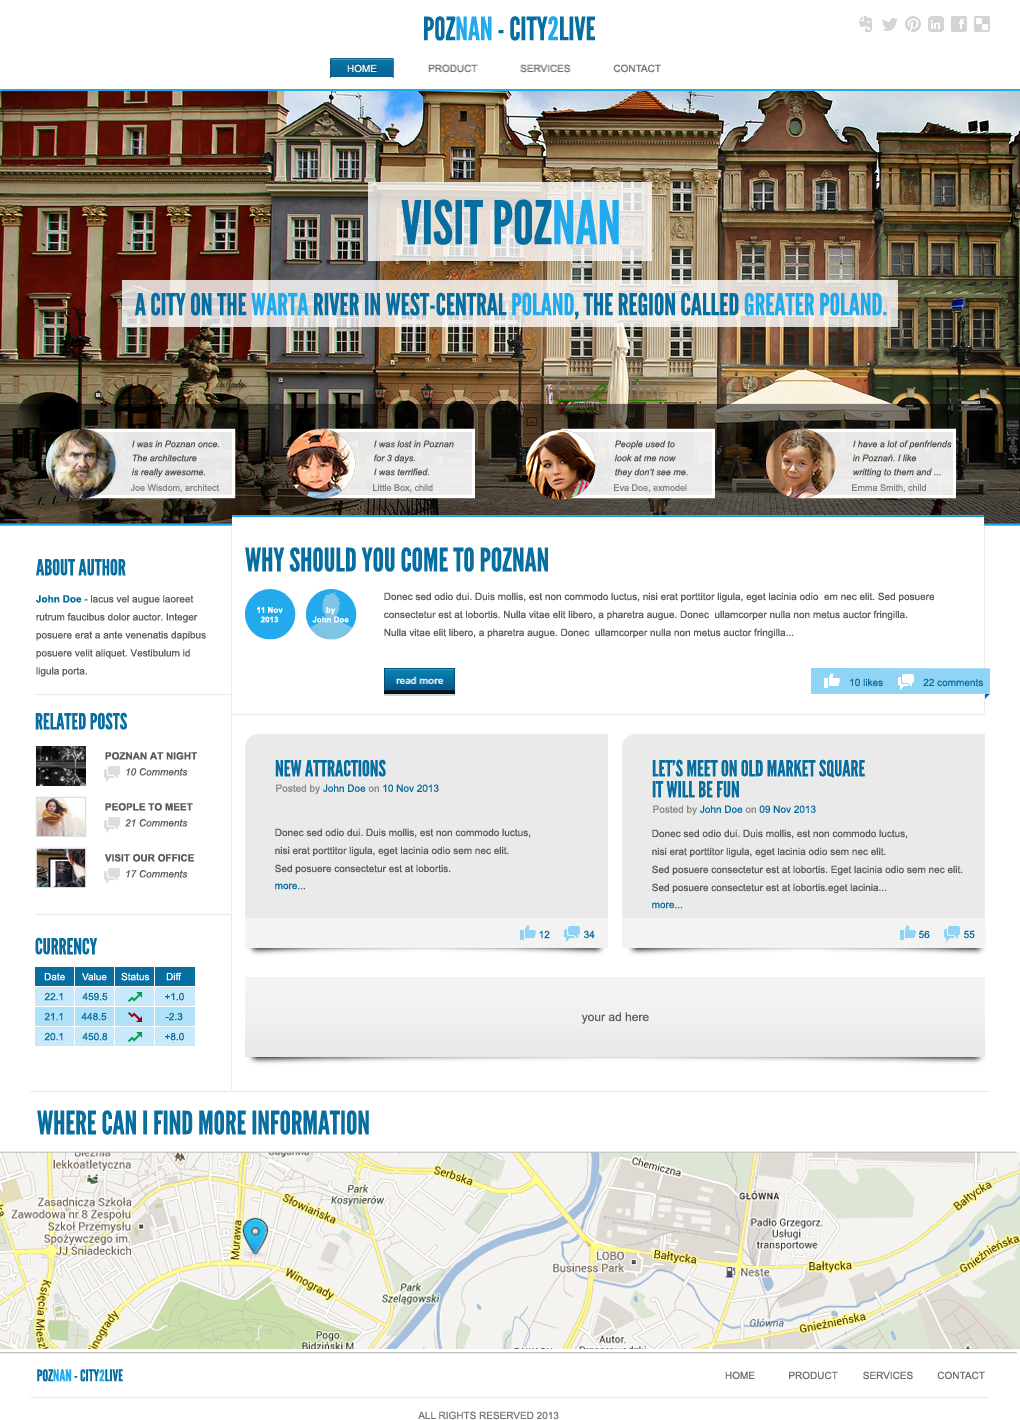 POZNAN - CITY2LIVE
HOME PRODUCT SERVICES CONTACT
VISIT POZNAN
A CITY ON THE WARTA RIVER IN WEST-CENTRAL POLAND, THE REGION CALLED GREATER POLAND.
I was in Poznan once.
The architecture
is really awesome.
Joe Wisdom, architect
I was lost in Poznan
for 3 days.
I was terrified.
Little Box, child
People used to
look at me now
they don't see me.
Eva Doe, exmodel
I have a lot of penfriends
in Poznań. I like
writting to them and ...
Emma Smith, child
ABOUT AUTHOR
John Doe - lacus vel augue laoreet
rutrum faucibus dolor auctor. Integer
posuere erat a ante venenatis dapibus
posuere velit aliquet. Vestibulum id
ligula porta.
RELATED POSTS
POZNAN AT NIGHT
10 Comments
PEOPLE TO MEET
21 Comments
VISIT OUR OFFICE
17 Comments
CURRENCY
Date Value Status Diff
22.1 459.5 +1.0
21.1 448.5 -2.3
20.1 450.8 +8.0
WHY SHOULD YOU COME TO POZNAN
11 Nov
2013
by
John Doe
Donec sed odio dui. Duis mollis, est non commodo luctus, nisi erat porttitor ligula, eget lacinia odio em nec elit. Sed posuere
consectetur est at lobortis. Nulla vitae elit libero, a pharetra augue. Donec ullamcorper nulla non metus auctor fringilla.
Nulla vitae elit libero, a pharetra augue. Donec ullamcorper nulla non metus auctor fringilla...
read more
10 likes 22 comments
NEW ATTRACTIONS
Posted by John Doe on 10 Nov 2013
Donec sed odio dui. Duis mollis, est non commodo luctus,
nisi erat porttitor ligula, eget lacinia odio sem nec elit.
Sed posuere consectetur est at lobortis.
more...
12 34
LET'S MEET ON OLD MARKET SQUARE
IT WILL BE FUN
Posted by John Doe on 09 Nov 2013
Donec sed odio dui. Duis mollis, est non commodo luctus,
nisi erat porttitor ligula, eget lacinia odio sem nec elit.
Sed posuere consectetur est at lobortis. Eget lacinia odio sem nec elit.
Sed posuere consectetur est at lobortis.eget lacinia...
more...
56 55
your ad here
WHERE CAN I FIND MORE INFORMATION
lekkoatletyczna
Zasadnicza Szkoła
Zawodowa nr 8 Zespołu
Szkół Przemysłu
Spożywczego im.
JJ Śniadeckich
Park
Kosynierów
Serbska
Słowiańska
Murawa
Winogrody
Winogrody
Park
Szelągowski
Pogo.
Bidziński M
Chemiczna
GŁÓWNA
Padło Grzegorz.
Usługi
transportowe
LOBO
Business Park
Bałtycka
Bałtycka
Bałtycka
Neste
Gnieźnieńska
Gnieźnieńska
Główna
Autor.
POZNAN - CITY2LIVE
HOME PRODUCT SERVICES CONTACT
ALL RIGHTS RESERVED 2013